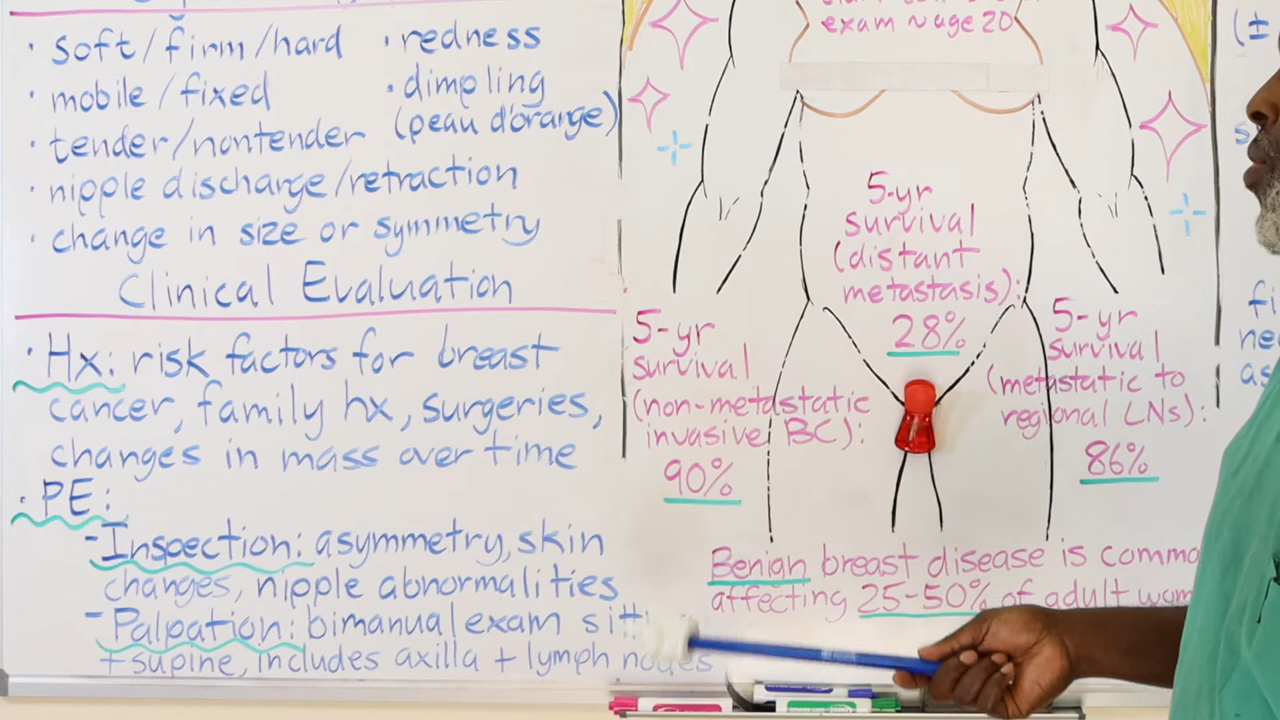 · soft/firm/hard
· mobile/fixed
· tender/nontender
· nipple discharge/retraction
· change in size or symmetry
· redness
· dimpling
(peau d'orange)
Clinical Evaluation
· Hx: risk factors for breast
cancer, family hx, surgeries,
changes in mass over time
· PE:
- Inspection: asymmetry, skin
changes, nipple abnormalities
- Palpation: bimanual exam
+ supine, includes axilla + lymph nodes
exam ~ age 20
5-yr
survival
(distant
metastasis):
28%
5-yr
survival
(non-metastatic
invasive BC):
90%
5-yr
survival
(metastatic to
regional LNs):
86%
Benign breast disease is
affecting 25-50% of adult
(±